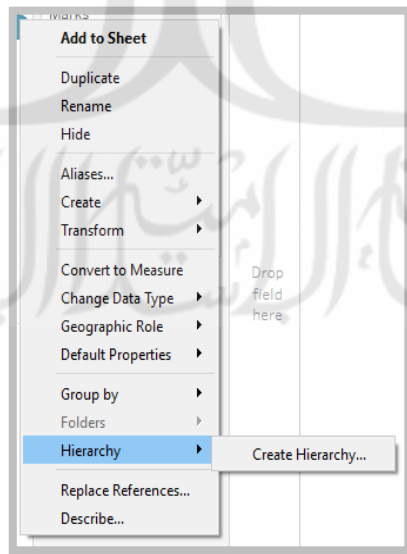 Marks
Add to Sheet
Duplicate
Rename
Hide
Aliases...
Create
Transform
Convert to Measure
Change Data Type
Geographic Role
Default Properties
Group by
Folders
Hierarchy
Create Hierarchy...
Replace References...
Describe...
Drop
field
here